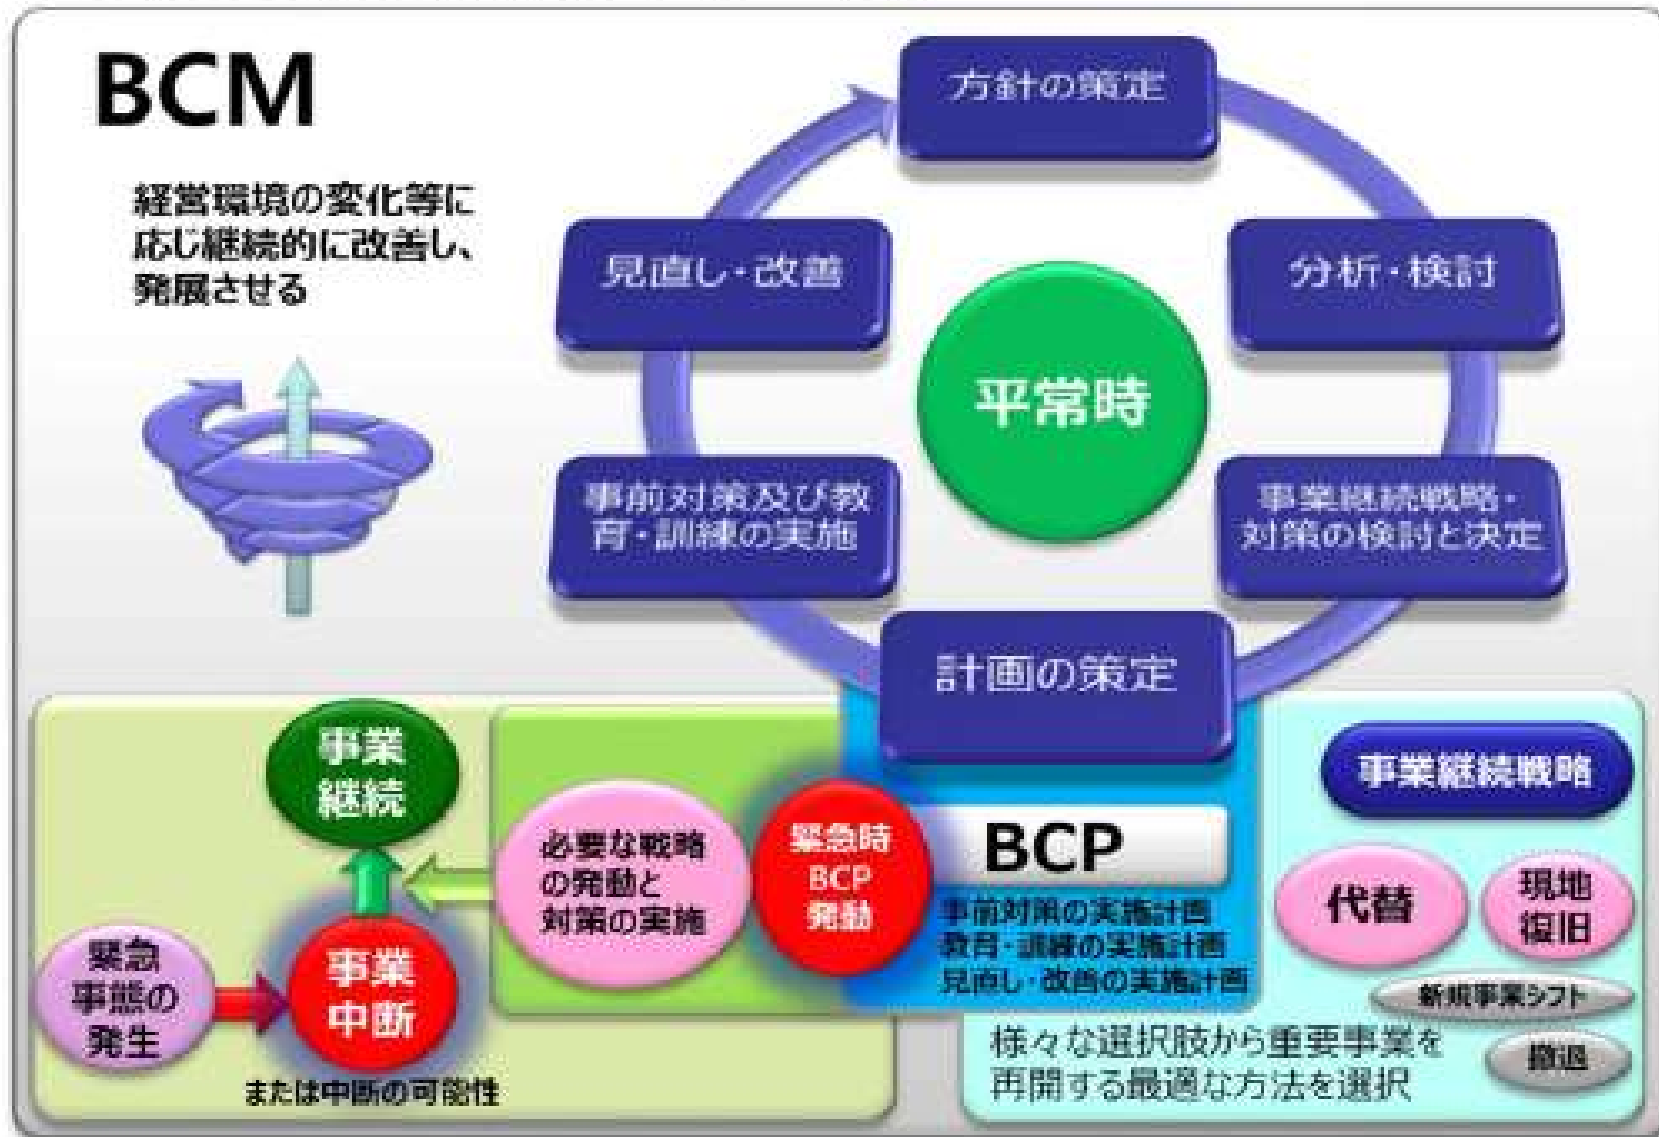 BCM
経営環境の変化等に
応じ継続的に改善し、
発展させる
方針の策定
見直し・改善
分析・検討
平常時
事前対策及び教
育・訓練の実施
事業継続戦略・
対策の検討と決定
計画の策定
事業
継続
必要な戦略
の発動と
対策の実施
緊急時
BCP
発動
BCP
事前対策の実施計画
教育・訓練の実施計画
見直し・改善の実施計画
緊急
事態の
発生
事業
中断
または中断の可能性
事業継続戦略
代替
現地
復旧
新規事業シフト
撤退
様々な選択肢から重要事業を
再開する最適な方法を選択